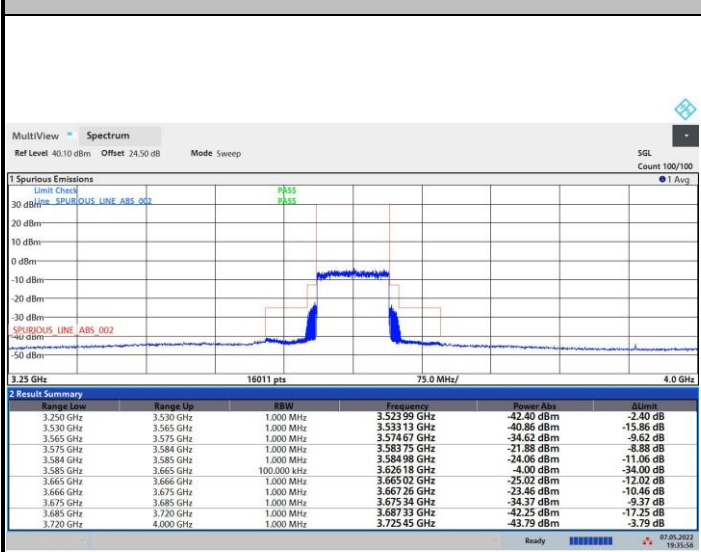 MultiView Spectrum
Ref Level 40.10 dBm Offset 24.50 dB Mode Sweep SGL
Count 100/100
1 Spurious Emissions 1 Avg
Limit Check PASS
Line _SPURIOUS_LINE_ABS_002 PASS
30 dBm
20 dBm
10 dBm
0 dBm
-10 dBm
-20 dBm
-30 dBm
_SPURIOUS_LINE_ABS_002
-40 dBm
-50 dBm
3.25 GHz 16011 pts 75.0 MHz/ 4.0 GHz
2 Result Summary
Range Low Range Up RBW Frequency Power Abs ΔLimit
3.250 GHz 3.530 GHz 1.000 MHz 3.523 99 GHz -42.40 dBm -2.40 dB
3.530 GHz 3.565 GHz 1.000 MHz 3.533 13 GHz -40.86 dBm -15.86 dB
3.565 GHz 3.575 GHz 1.000 MHz 3.574 67 GHz -34.62 dBm -9.62 dB
3.575 GHz 3.584 GHz 1.000 MHz 3.583 75 GHz -21.88 dBm -8.88 dB
3.584 GHz 3.585 GHz 1.000 MHz 3.584 98 GHz -24.06 dBm -11.06 dB
3.585 GHz 3.665 GHz 100.000 kHz 3.626 18 GHz -4.00 dBm -34.00 dB
3.665 GHz 3.666 GHz 1.000 MHz 3.665 02 GHz -25.02 dBm -12.02 dB
3.666 GHz 3.675 GHz 1.000 MHz 3.667 26 GHz -23.46 dBm -10.46 dB
3.675 GHz 3.685 GHz 1.000 MHz 3.675 34 GHz -34.37 dBm -9.37 dB
3.685 GHz 3.720 GHz 1.000 MHz 3.687 33 GHz -42.25 dBm -17.25 dB
3.720 GHz 4.000 GHz 1.000 MHz 3.725 45 GHz -43.79 dBm -3.79 dB
Ready 07.05.2022
19:35:56